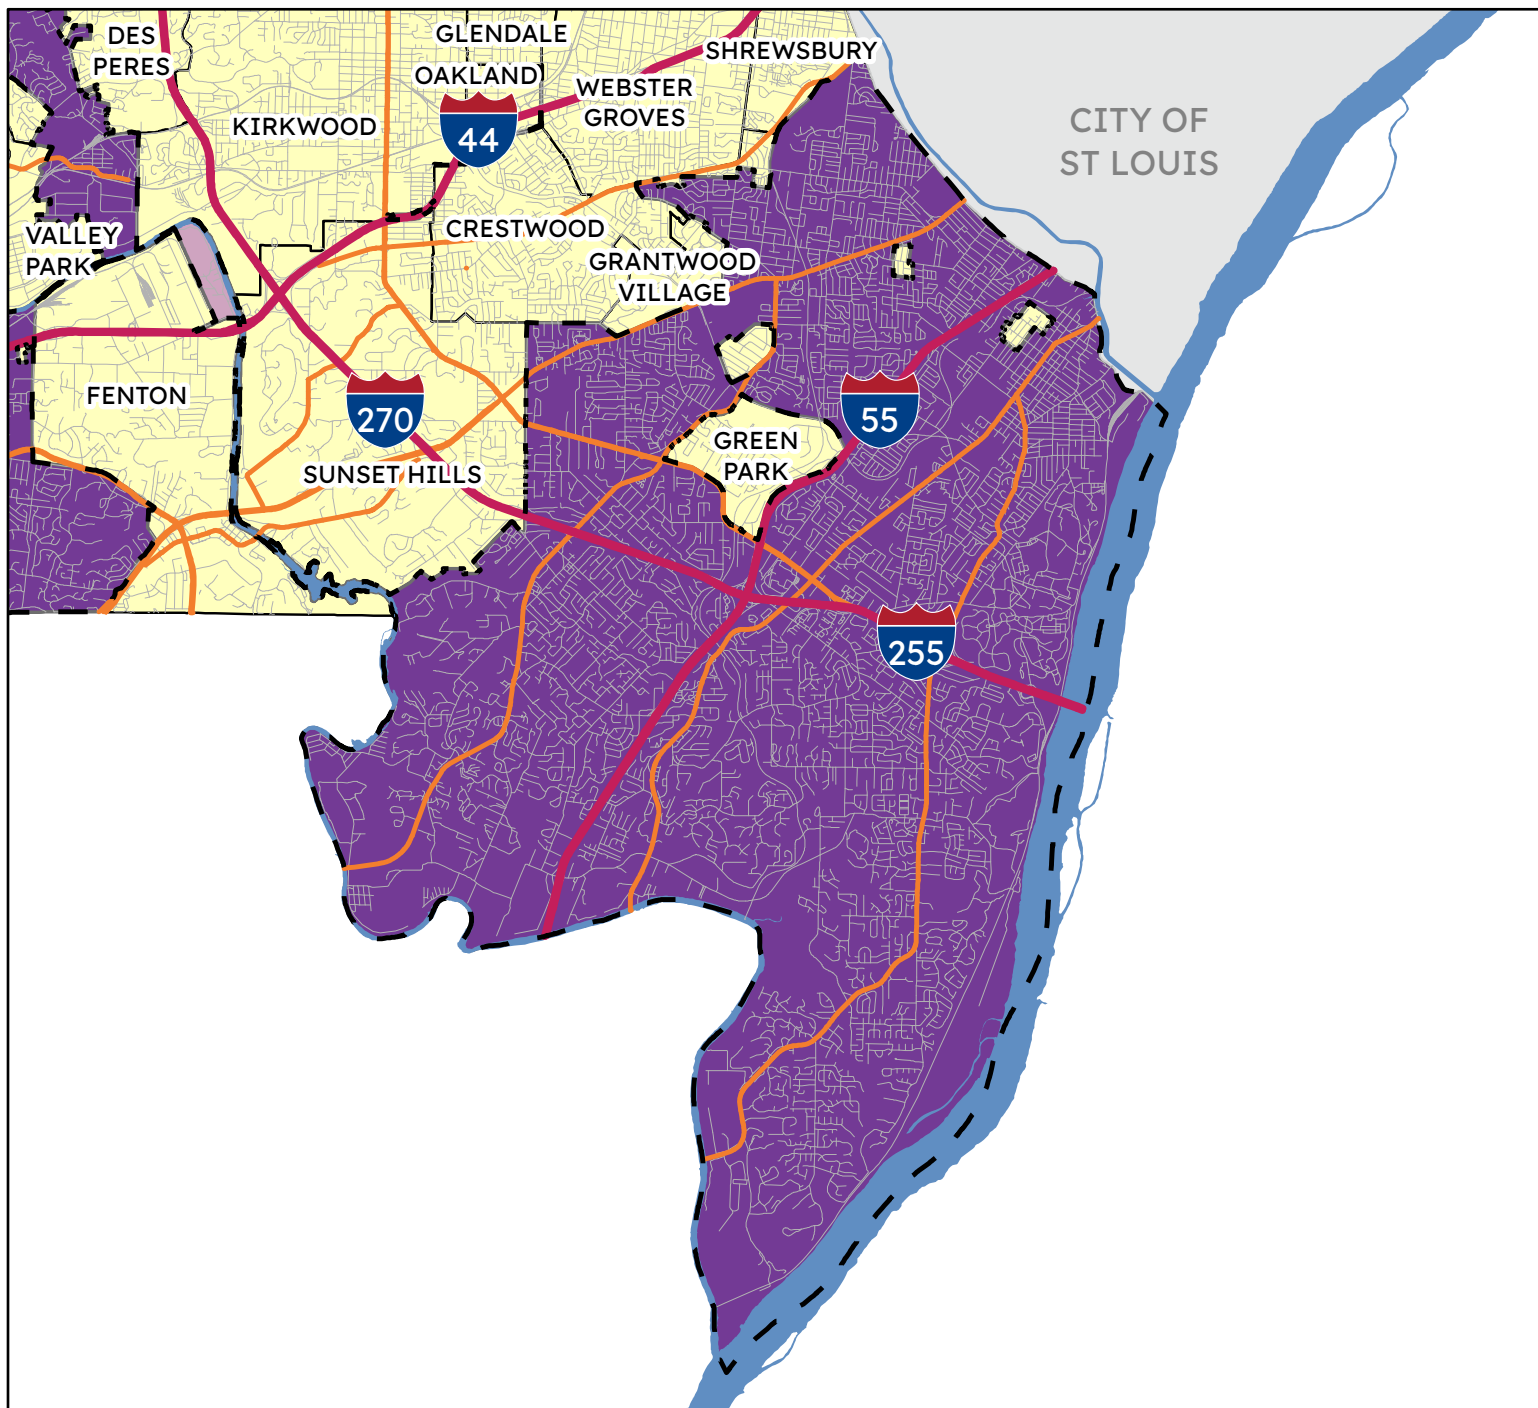 DES
PERES
GLENDALE
SHREWSBURY
OAKLAND
WEBSTER
GROVES
KIRKWOOD
44
CITY OF
ST LOUIS
VALLEY
PARK
CRESTWOOD
GRANTWOOD
VILLAGE
FENTON
270
55
GREEN
PARK
SUNSET HILLS
255